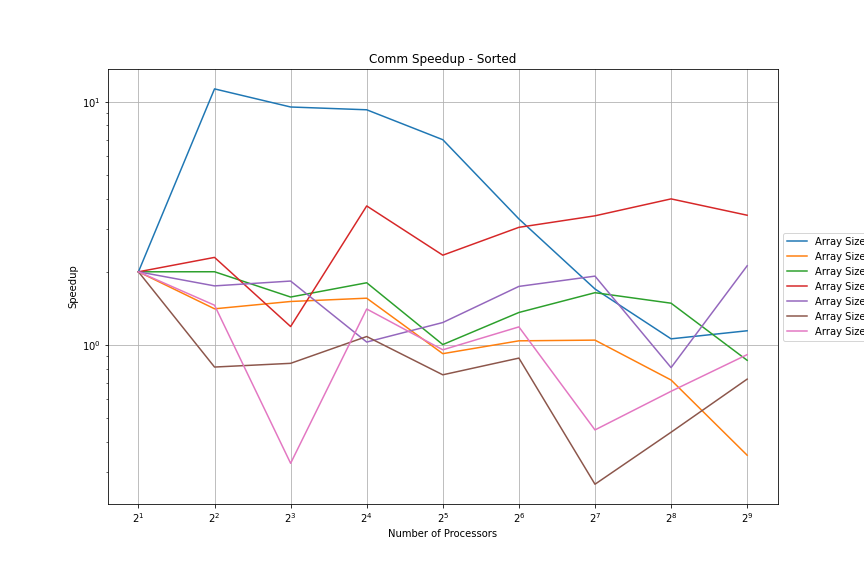 Comm Speedup - Sorted
10¹
10⁰
Speedup
2¹ 2² 2³ 2⁴ 2⁵ 2⁶ 2⁷ 2⁸ 2⁹
Number of Processors
Array Size
Array Size
Array Size
Array Size
Array Size
Array Size
Array Size